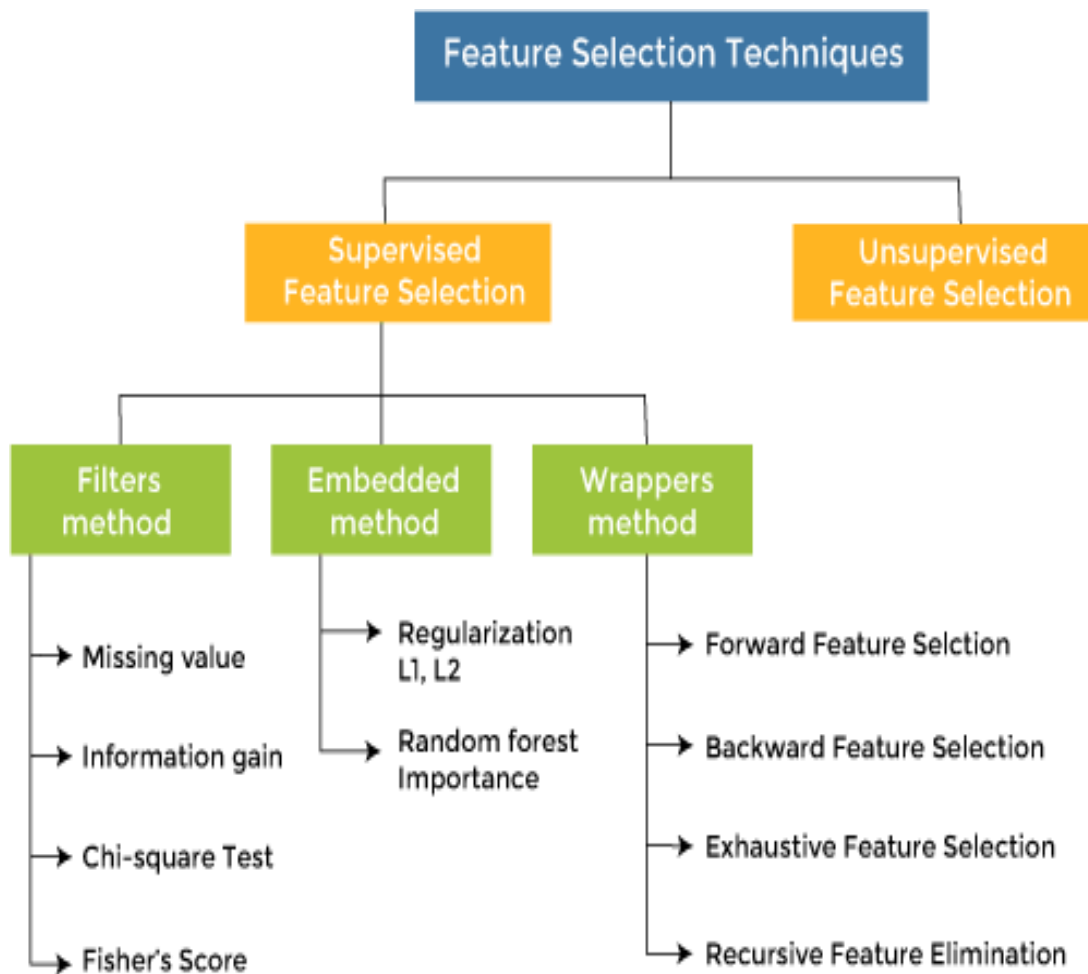 Feature Selection Techniques
Supervised
Feature Selection
Unsupervised
Feature Selection
Filters
method
Embedded
method
Wrappers
method
Missing value
Information gain
Chi-square Test
Fisher's Score
Regularization
L1, L2
Random forest
Importance
Forward Feature Selction
Backward Feature Selection
Exhaustive Feature Selection
Recursive Feature Elimination